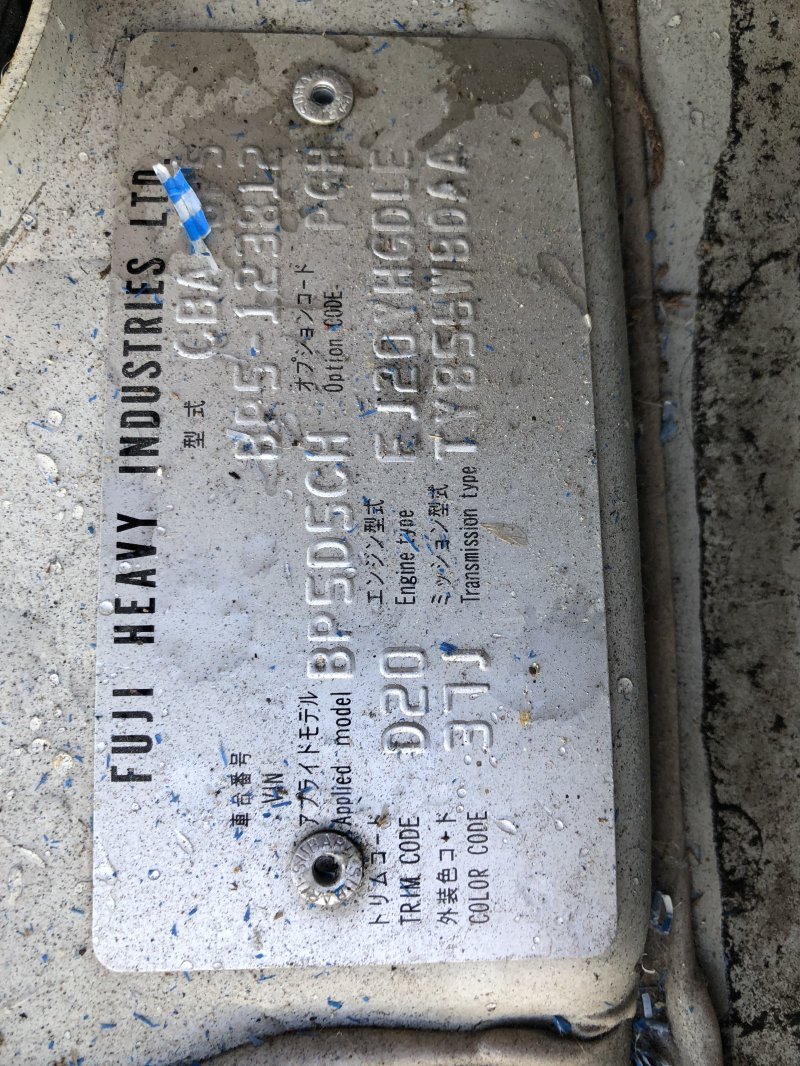 FUJI HEAVY INDUSTRIES LTD.
型式 CBA
車台番号 BP5-123812
VIN
アプライドモデル BP5D5CH オプションコード PGH
Applied model Option CODE
トリムコード D20 エンジン型式 EJ20YHGDLE
TRIM CODE Engine type
外装色コード 37J ミッション型式 TY856WBDAA
COLOR CODE Transmission type